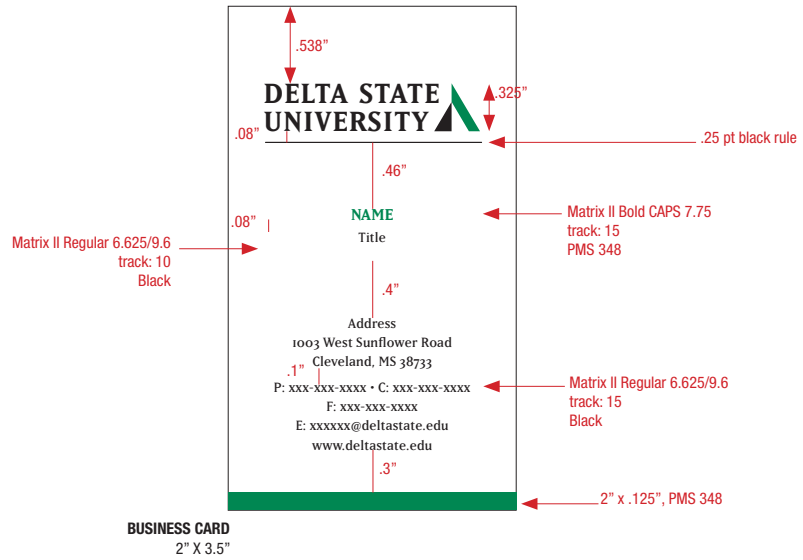 .538”
DELTA STATE
UNIVERSITY
.325”
.08”
.25 pt black rule
.46”
.08”
NAME
Title
Matrix II Bold CAPS 7.75
track: 15
PMS 348
Matrix II Regular 6.625/9.6
track: 10
Black
.4”
Address
1003 West Sunflower Road
Cleveland, MS 38733
.1”
P: xxx-xxx-xxxx • C: xxx-xxx-xxxx
F: xxx-xxx-xxxx
E: xxxxxx@deltastate.edu
www.deltastate.edu
Matrix II Regular 6.625/9.6
track: 15
Black
.3”
2” x .125”, PMS 348
BUSINESS CARD
2” X 3.5”